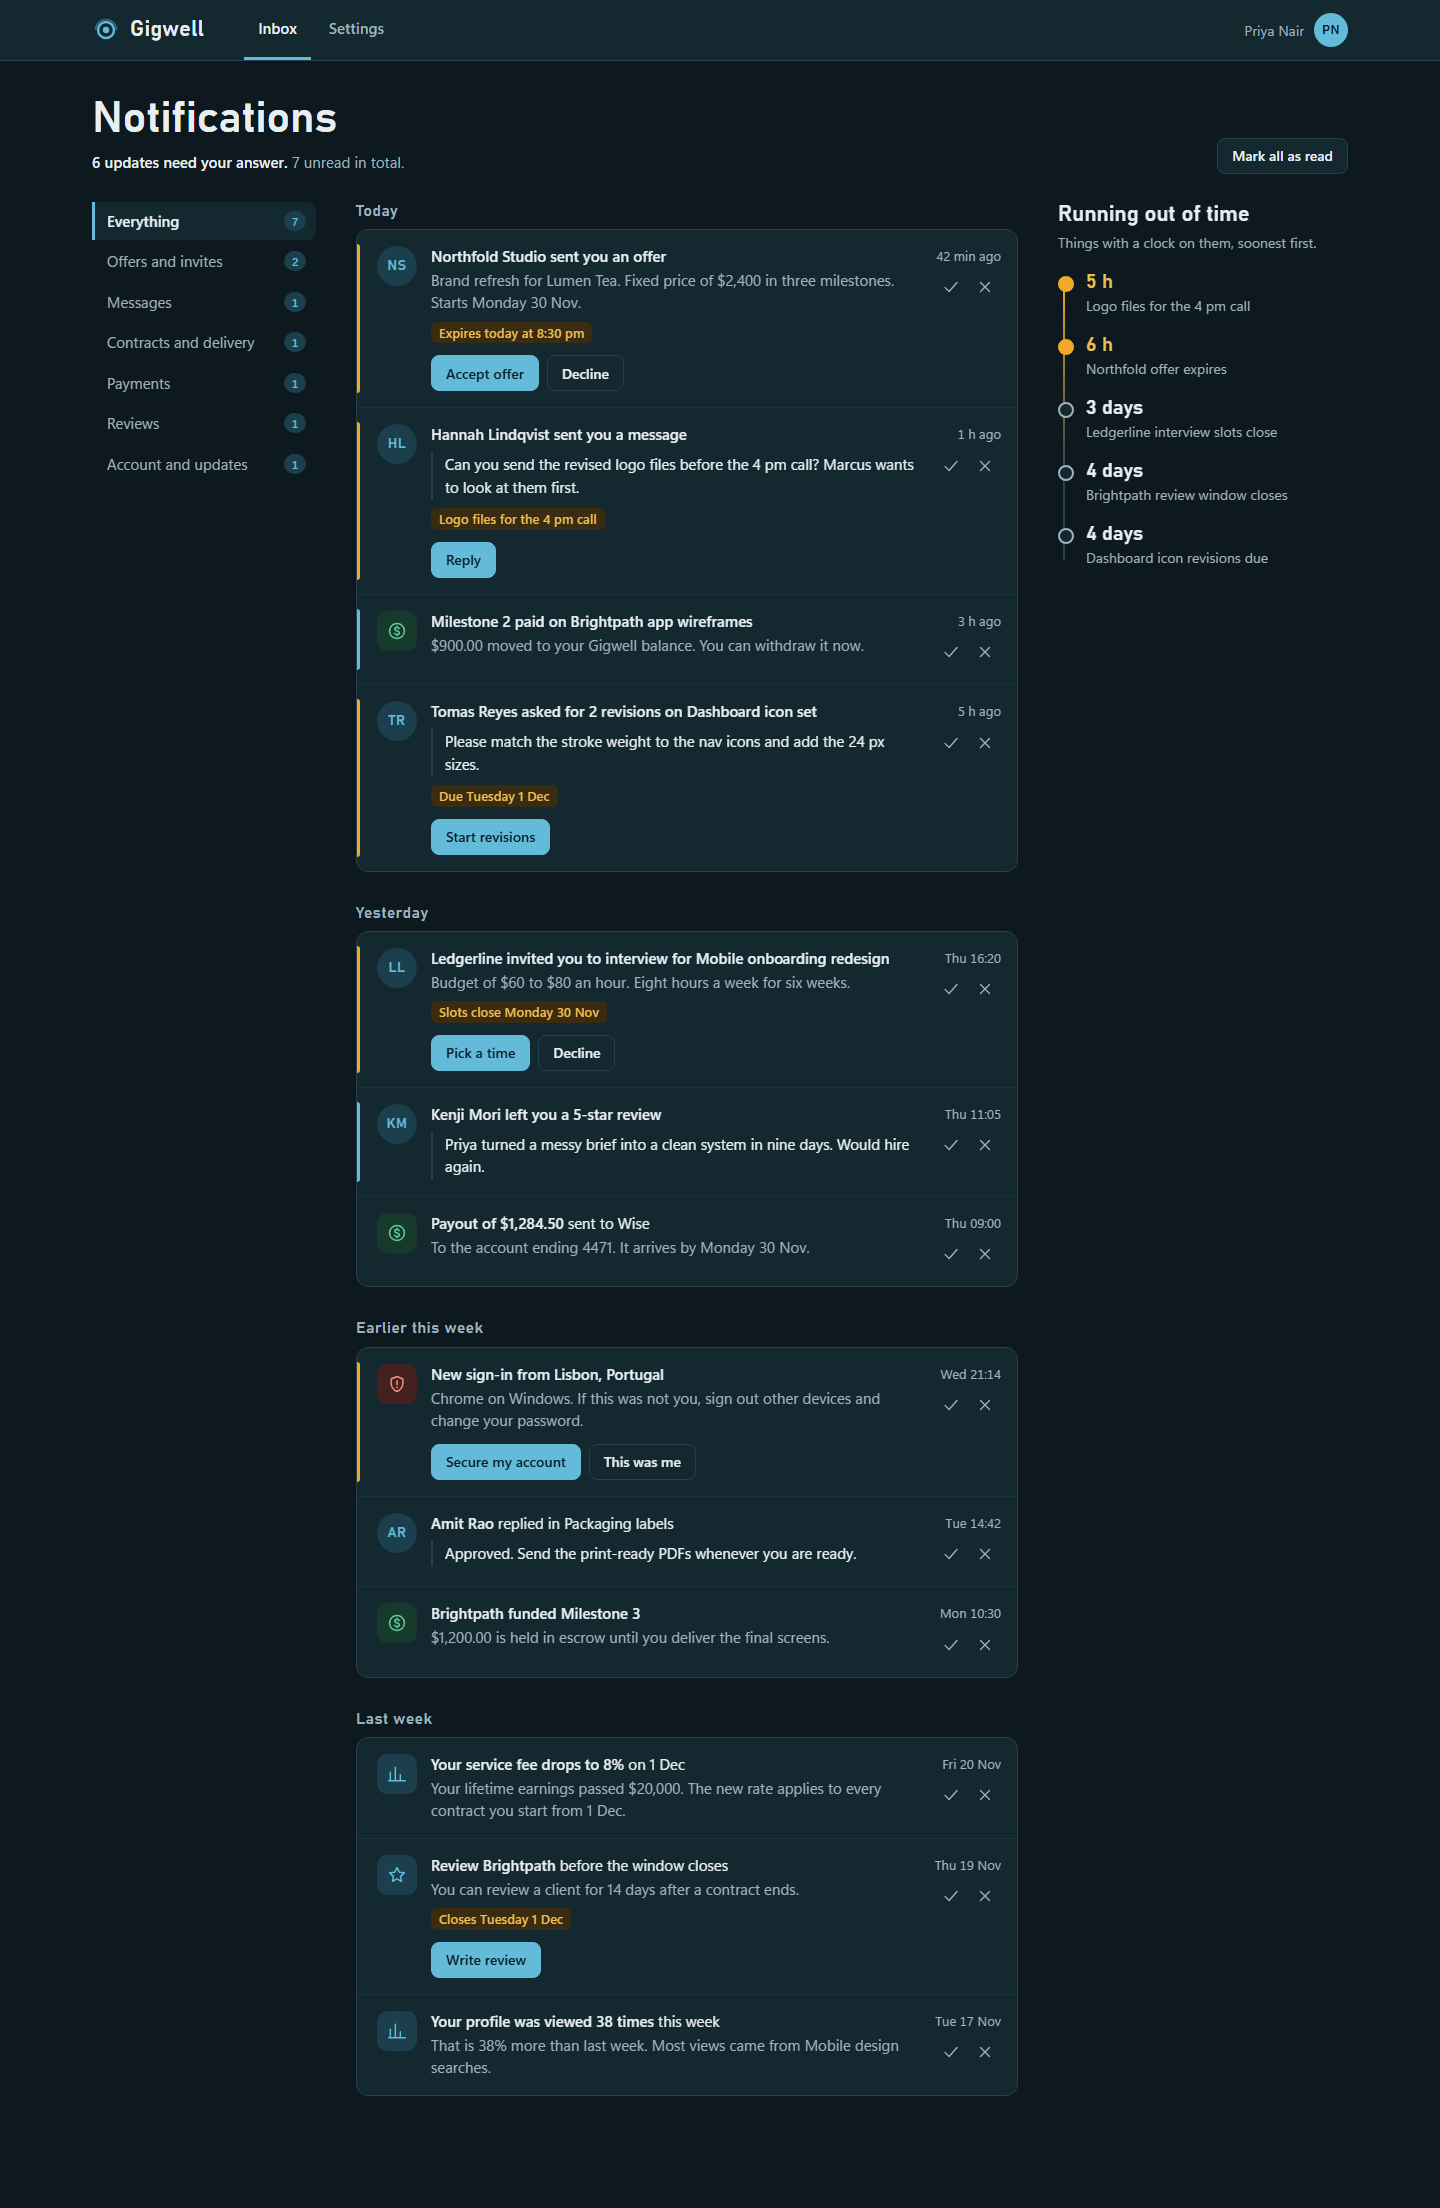 Gigwell
Inbox
Settings
Priya Nair
PN
Notifications
6 updates need your answer. 7 unread in total.
Mark all as read
Everything
7
Offers and invites
2
Messages
1
Contracts and delivery
1
Payments
1
Reviews
1
Account and updates
1
Today
NS
Northfold Studio sent you an offer
42 min ago
Brand refresh for Lumen Tea. Fixed price of $2,400 in three milestones.
Starts Monday 30 Nov.
Expires today at 8:30 pm
Accept offer
Decline
HL
Hannah Lindqvist sent you a message
1 h ago
Can you send the revised logo files before the 4 pm call? Marcus wants
to look at them first.
Logo files for the 4 pm call
Reply
Milestone 2 paid on Brightpath app wireframes
3 h ago
$900.00 moved to your Gigwell balance. You can withdraw it now.
TR
Tomas Reyes asked for 2 revisions on Dashboard icon set
5 h ago
Please match the stroke weight to the nav icons and add the 24 px
sizes.
Due Tuesday 1 Dec
Start revisions
Yesterday
LL
Ledgerline invited you to interview for Mobile onboarding redesign
Thu 16:20
Budget of $60 to $80 an hour. Eight hours a week for six weeks.
Slots close Monday 30 Nov
Pick a time
Decline
KM
Kenji Mori left you a 5-star review
Thu 11:05
Priya turned a messy brief into a clean system in nine days. Would hire
again.
Payout of $1,284.50 sent to Wise
Thu 09:00
To the account ending 4471. It arrives by Monday 30 Nov.
Earlier this week
New sign-in from Lisbon, Portugal
Wed 21:14
Chrome on Windows. If this was not you, sign out other devices and
change your password.
Secure my account
This was me
AR
Amit Rao replied in Packaging labels
Tue 14:42
Approved. Send the print-ready PDFs whenever you are ready.
Brightpath funded Milestone 3
Mon 10:30
$1,200.00 is held in escrow until you deliver the final screens.
Last week
Your service fee drops to 8% on 1 Dec
Fri 20 Nov
Your lifetime earnings passed $20,000. The new rate applies to every
contract you start from 1 Dec.
Review Brightpath before the window closes
Thu 19 Nov
You can review a client for 14 days after a contract ends.
Closes Tuesday 1 Dec
Write review
Your profile was viewed 38 times this week
Tue 17 Nov
That is 38% more than last week. Most views came from Mobile design
searches.
Running out of time
Things with a clock on them, soonest first.
5 h
Logo files for the 4 pm call
6 h
Northfold offer expires
3 days
Ledgerline interview slots close
4 days
Brightpath review window closes
4 days
Dashboard icon revisions due